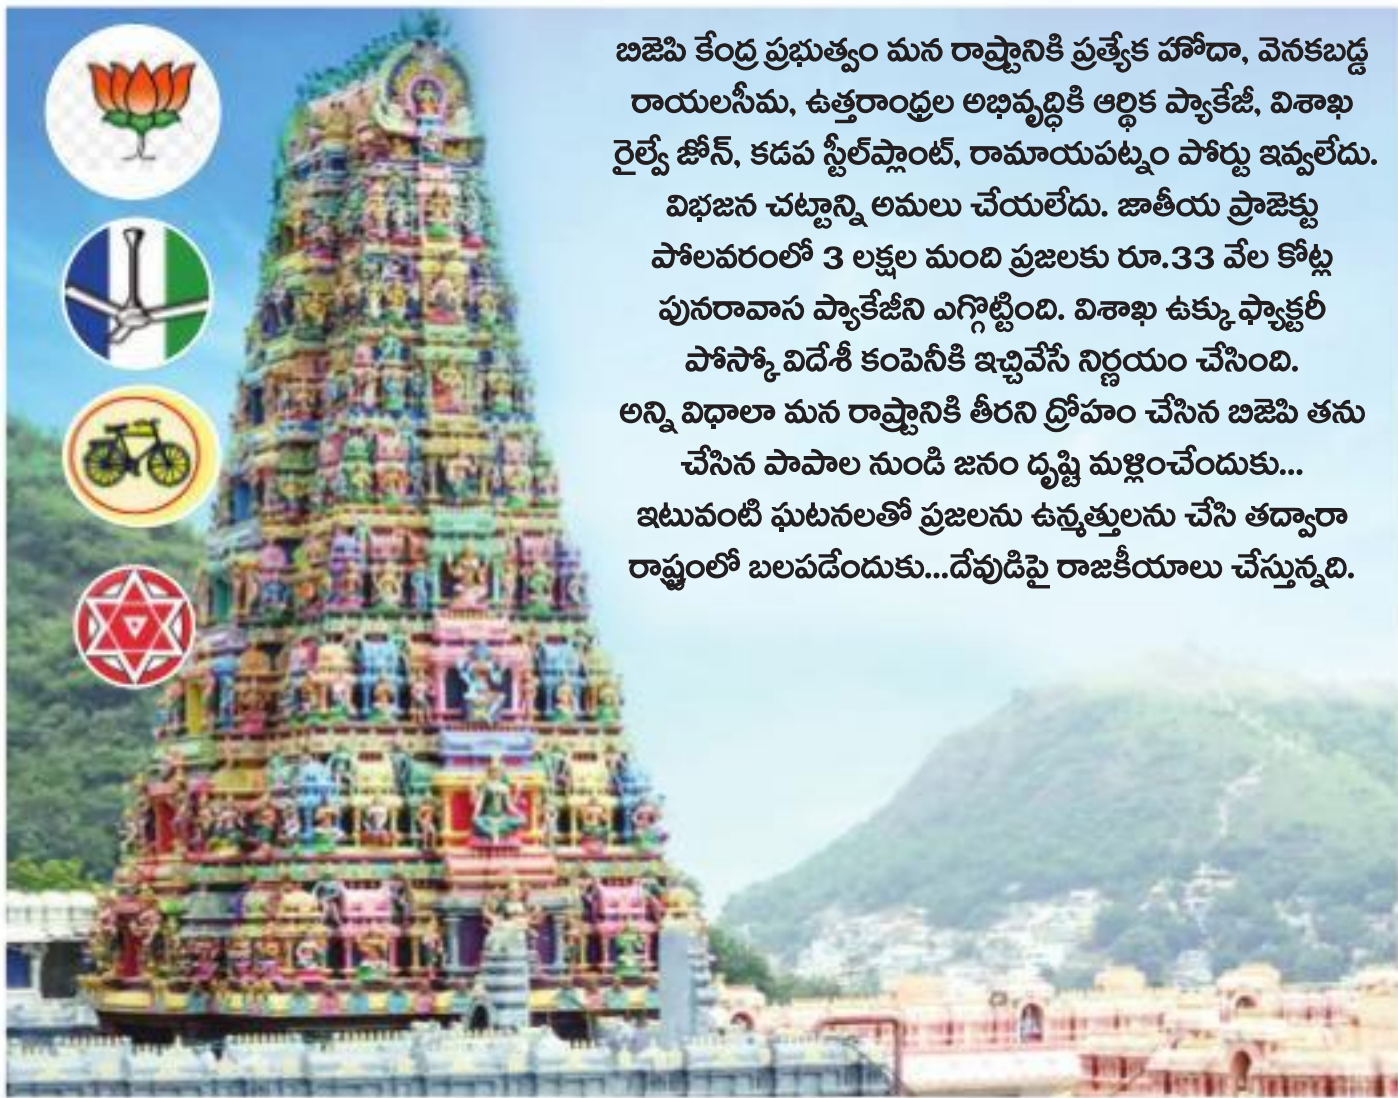 బిజెపి కేంద్ర ప్రభుత్వం మన రాష్ట్రానికి ప్రత్యేక హోదా, వెనకబడ్డ
రాయలసీమ, ఉత్తరాంధ్రల అభివృద్ధికి ఆర్థిక ప్యాకేజీ, విశాఖ
రైల్వే జోన్, కడప స్టీల్‌ప్లాంట్, రామాయపట్నం పోర్టు ఇవ్వలేదు.
విభజన చట్టాన్ని అమలు చేయలేదు. జాతీయ ప్రాజెక్టు
పోలవరంలో 3 లక్షల మంది ప్రజలకు రూ.33 వేల కోట్ల
పునరావాస ప్యాకేజీని ఎగ్గొట్టింది. విశాఖ ఉక్కు ఫ్యాక్టరీ
పోస్కో విదేశీ కంపెనీకి ఇచ్చివేసే నిర్ణయం చేసింది.
అన్ని విధాలా మన రాష్ట్రానికి తీరని ద్రోహం చేసిన బిజెపి తను
చేసిన పాపాల నుండి జనం దృష్టి మళ్లించేందుకు...
ఇటువంటి ఘటనలతో ప్రజలను ఉన్మత్తులను చేసి తద్వారా
రాష్ట్రంలో బలపడేందుకు...దేవుడిపై రాజకీయాలు చేస్తున్నది.